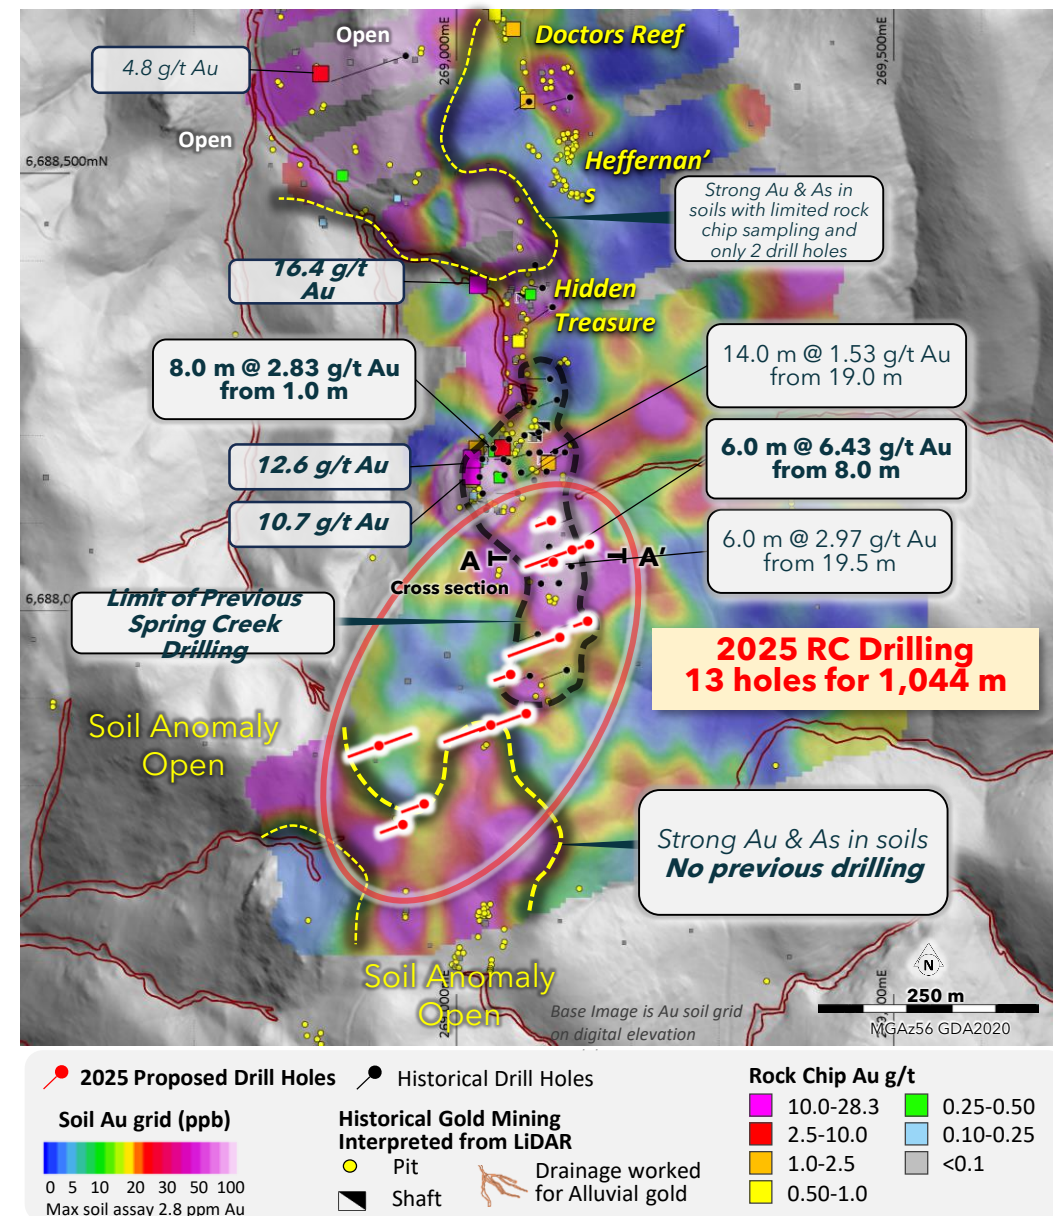 Open
Doctors Reef
269,000mE
269,500mE
4.8 g/t Au
Open
6,688,500mN
Heffernan'
s
Strong Au & As in
soils with limited rock
chip sampling and
only 2 drill holes
16.4 g/t
Au
Hidden
Treasure
8.0 m @ 2.83 g/t Au
from 1.0 m
14.0 m @ 1.53 g/t Au
from 19.0 m
12.6 g/t Au
6.0 m @ 6.43 g/t Au
from 8.0 m
10.7 g/t Au
6.0 m @ 2.97 g/t Au
from 19.5 m
A
A'
Cross section
6,688,0
Limit of Previous
Spring Creek
Drilling
2025 RC Drilling
13 holes for 1,044 m
Soil Anomaly
Open
Strong Au & As in soils
No previous drilling
Soil Anomaly
Open
N
250 m
Base Image is Au soil grid
on digital elevation
MGAz56 GDA2020
2025 Proposed Drill Holes
Historical Drill Holes
Soil Au grid (ppb)
0 5 10 20 30 50 100
Max soil assay 2.8 ppm Au
Historical Gold Mining
Interpreted from LiDAR
Pit
Shaft
Drainage worked
for Alluvial gold
Rock Chip Au g/t
10.0-28.3
2.5-10.0
1.0-2.5
0.50-1.0
0.25-0.50
0.10-0.25
<0.1